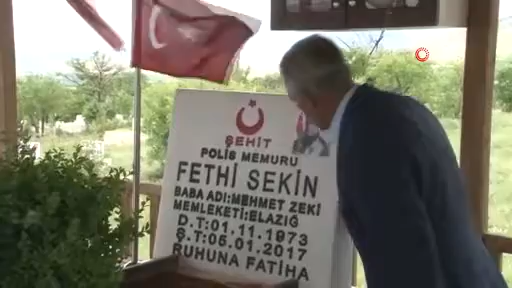 ŞEHİT
POLİS MEMURU
FETHİ SEKİN
BABA ADI:MEHMET ZEKİ
MEMLEKETİ:ELAZIĞ
D.T:01.11.1973
Ş.T:05.01.2017
RUHUNA FATİHA